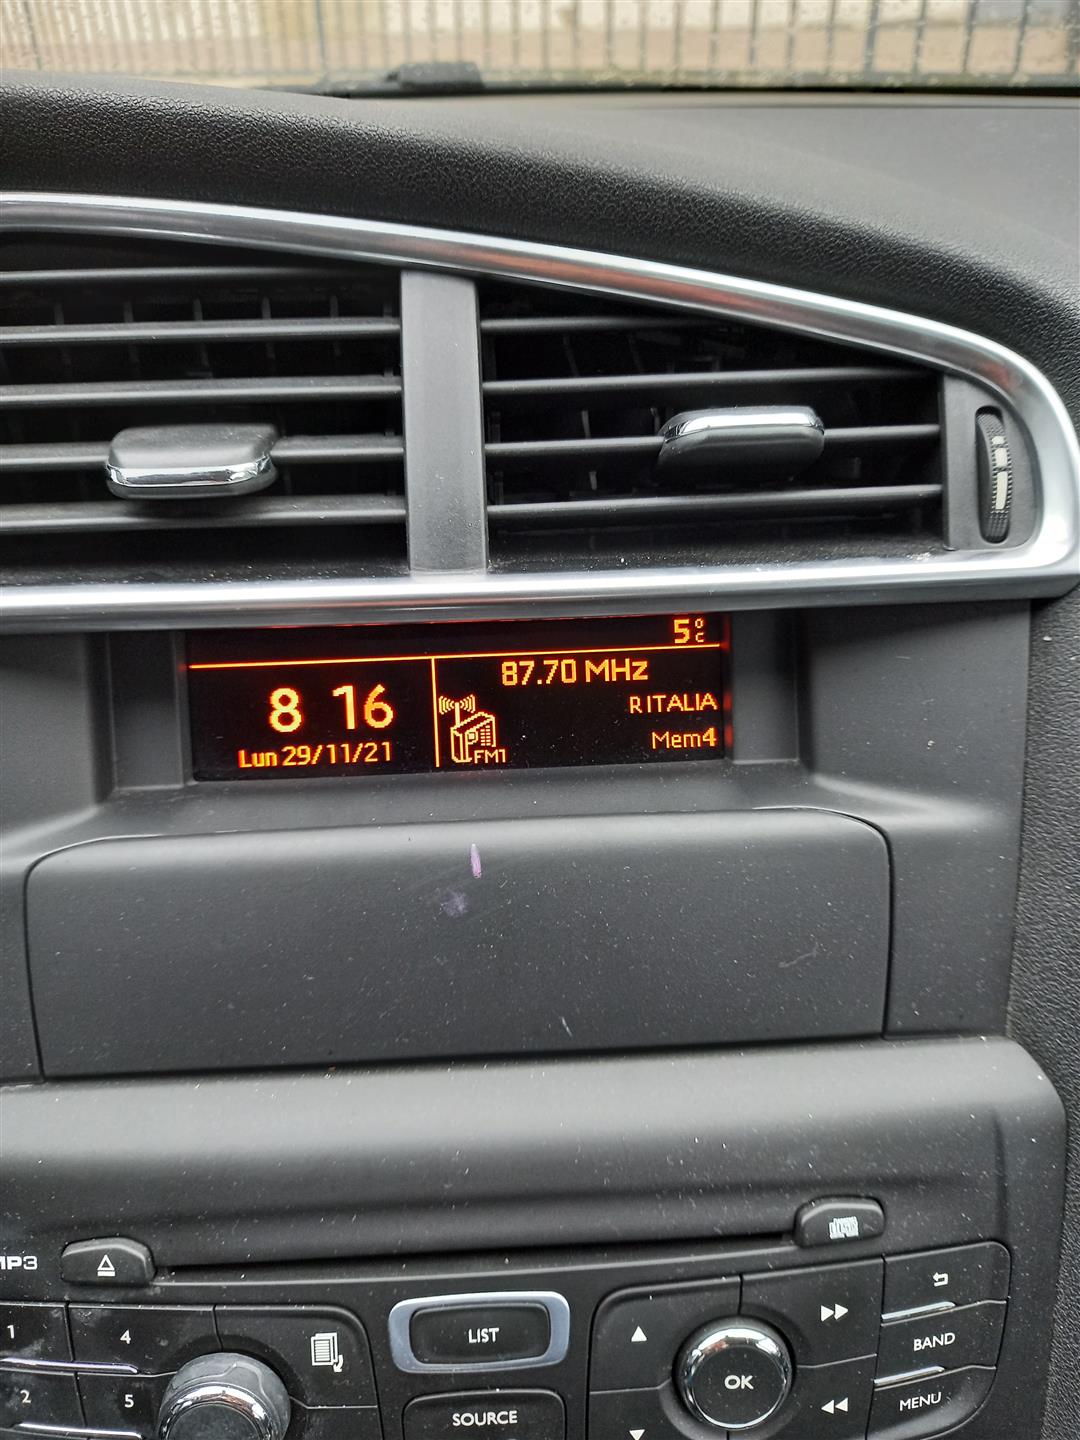 5°C
87.70 MHz
8 16
R ITALIA
Lun 29/11/21
FM1
Mem4
MP3
1
4
LIST
2
5
OK
BAND
MENU
SOURCE